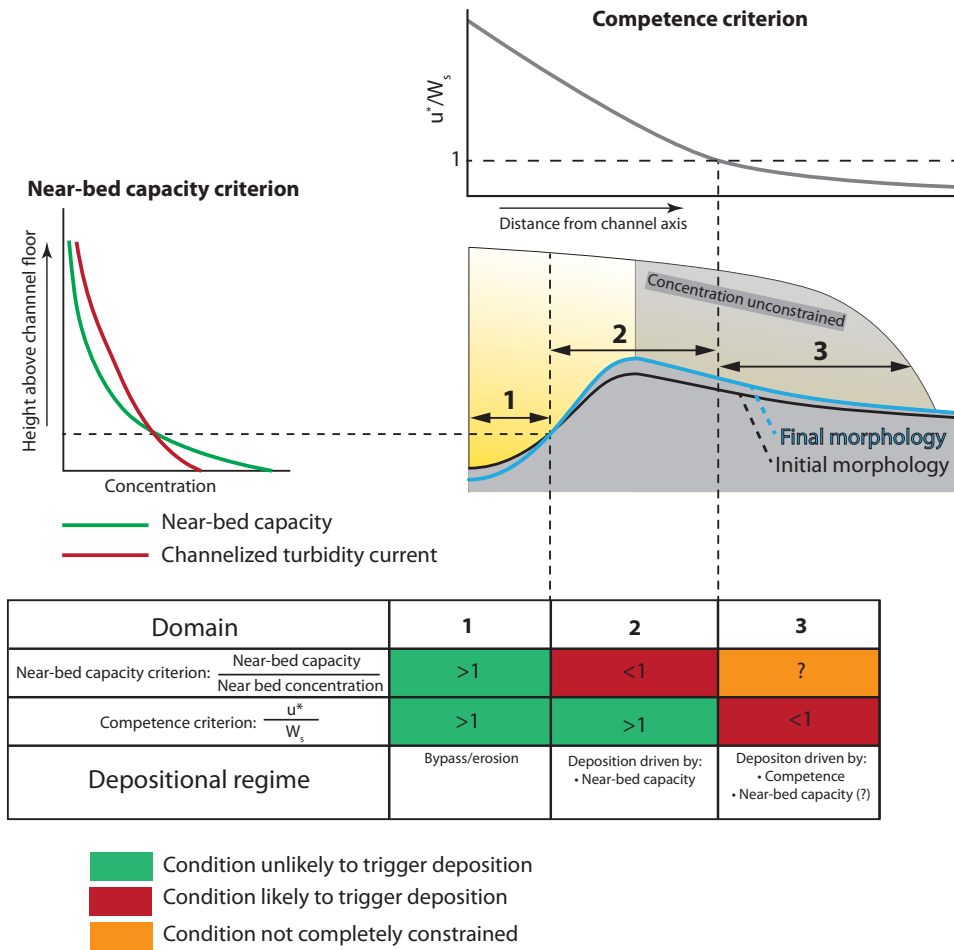 Competence criterion
u*/Ws
1
Distance from channel axis
Near-bed capacity criterion
Height above channnel floor
Concentration
Near-bed capacity
Channelized turbidity current
Concentration unconstrained
1
2
3
Final morphology
Initial morphology
Domain 1 2 3
Near-bed capacity criterion: Near-bed capacity / Near bed concentration >1 <1 ?
Competence criterion: u* / Ws >1 >1 <1
Depositional regime
Bypass/erosion
Deposition driven by:
• Near-bed capacity
Depositon driven by:
• Competence
• Near-bed capacity (?)
Condition unlikely to trigger deposition
Condition likely to trigger deposition
Condition not completely constrained